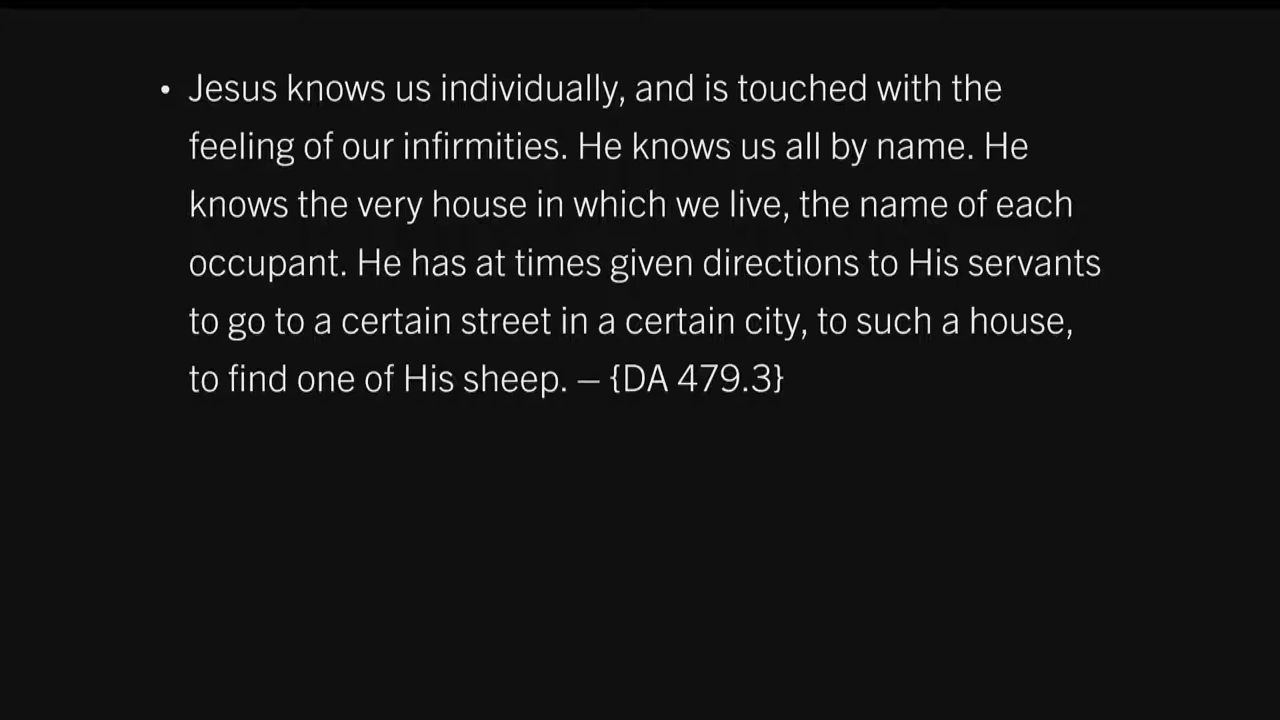 • Jesus knows us individually, and is touched with the
feeling of our infirmities. He knows us all by name. He
knows the very house in which we live, the name of each
occupant. He has at times given directions to His servants
to go to a certain street in a certain city, to such a house,
to find one of His sheep. – {DA 479.3}